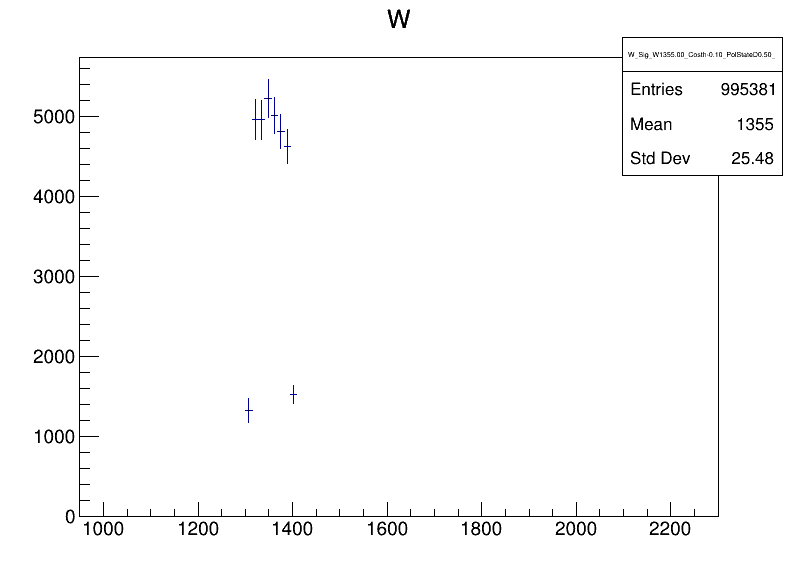 W
W_Sig_W1355.00_Costh-0.10_PolStateD0.50_
Entries 995381
Mean 1355
Std Dev 25.48
5000
4000
3000
2000
1000
0
1000 1200 1400 1600 1800 2000 2200